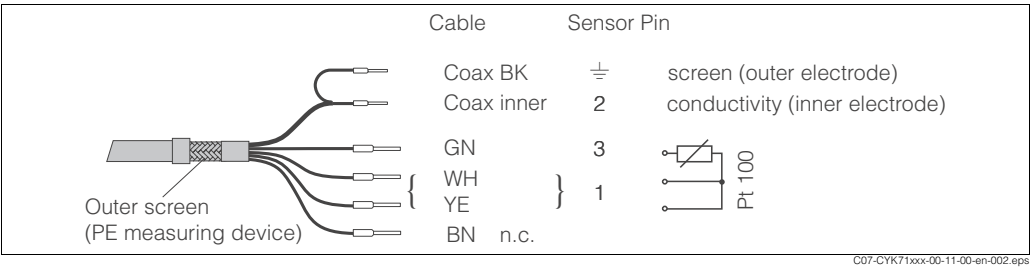 Cable Sensor Pin
Coax BK ⏚ screen (outer electrode)
Coax inner 2 conductivity (inner electrode)
GN 3
WH
YE
1
Pt 100
BN n.c.
Outer screen
(PE measuring device)
C07-CYK71xxx-00-11-00-en-002.eps